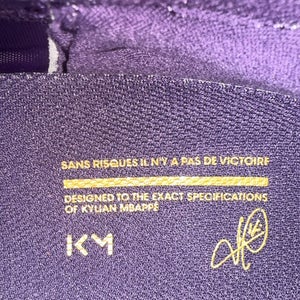 SANS RISQUES IL N'Y A PAS DE VICTOIRE
DESIGNED TO THE EXACT SPECIFICATIONS
OF KYLIAN MBAPPÉ
KM